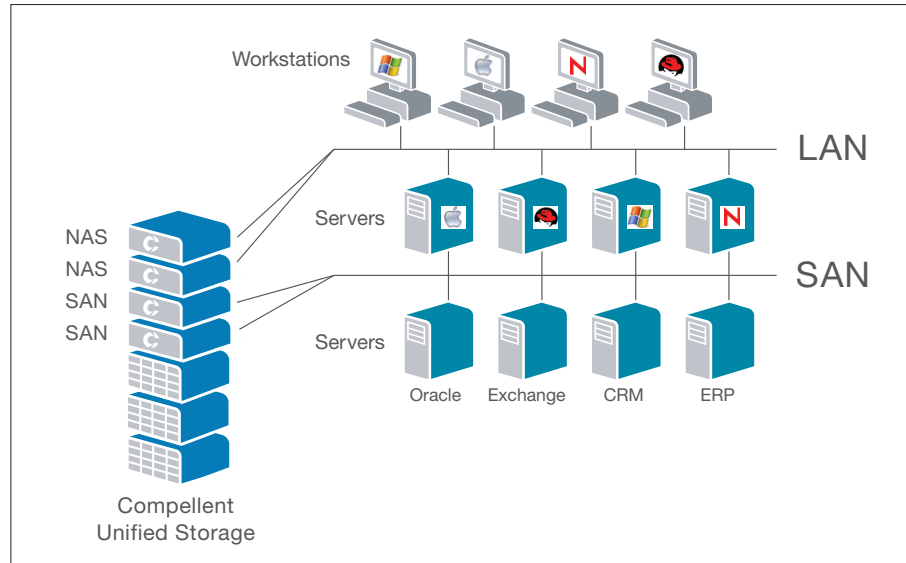 Workstations
N
LAN
Servers
N
NAS
NAS
SAN
SAN
SAN
Servers
Oracle
Exchange
CRM
ERP
Compellent
Unified Storage